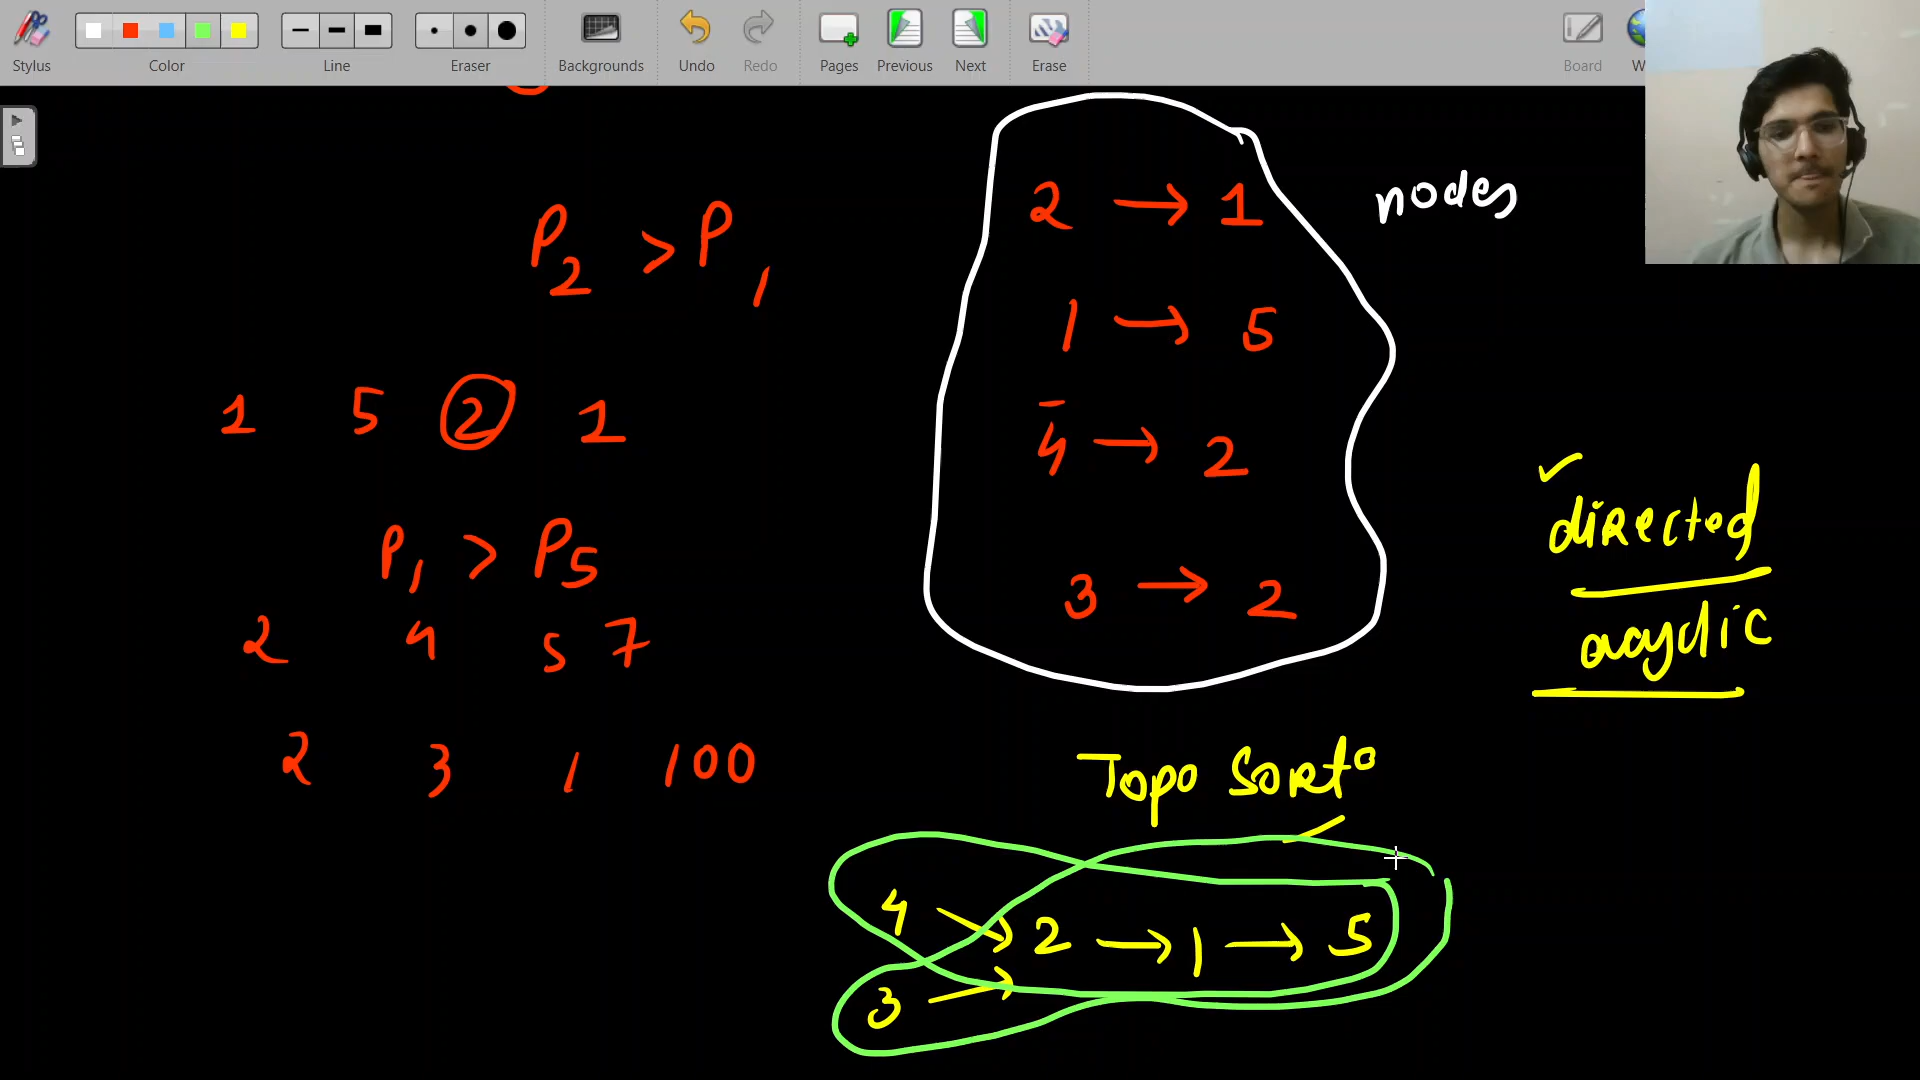 Stylus
Color
Line
Eraser
Backgrounds
Undo
Redo
Pages
Previous
Next
Erase
Board
W
P2 > P1
1 5 2 1
P1 > P5
2 4 5 7
2 3 1 100
2 → 1
1 → 5
4 → 2
3 → 2
nodes
directed
acyclic
Topo Sort
4 → 2 → 1 → 5
3 →